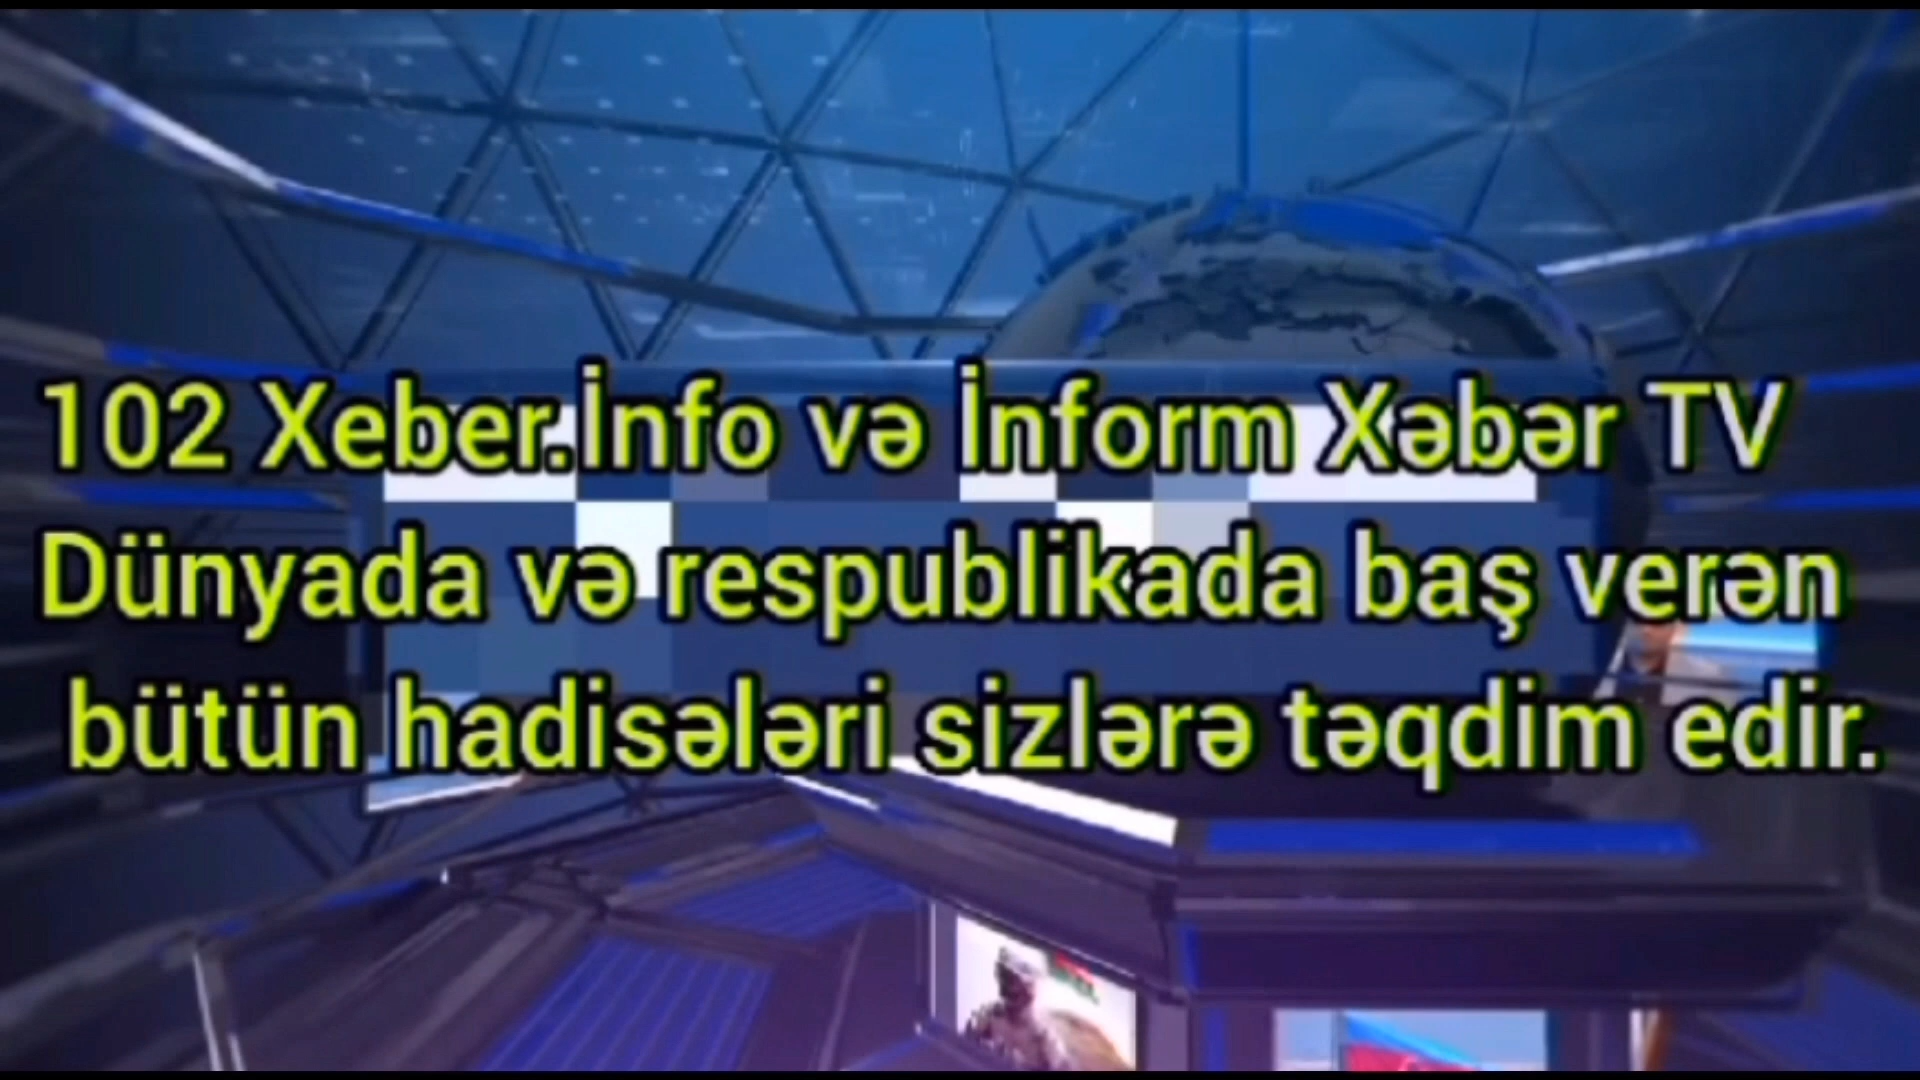 102 Xeber.İnfo və İnform Xəbər TV
Dünyada və respublikada baş verən
bütün hadisələri sizlərə təqdim edir.